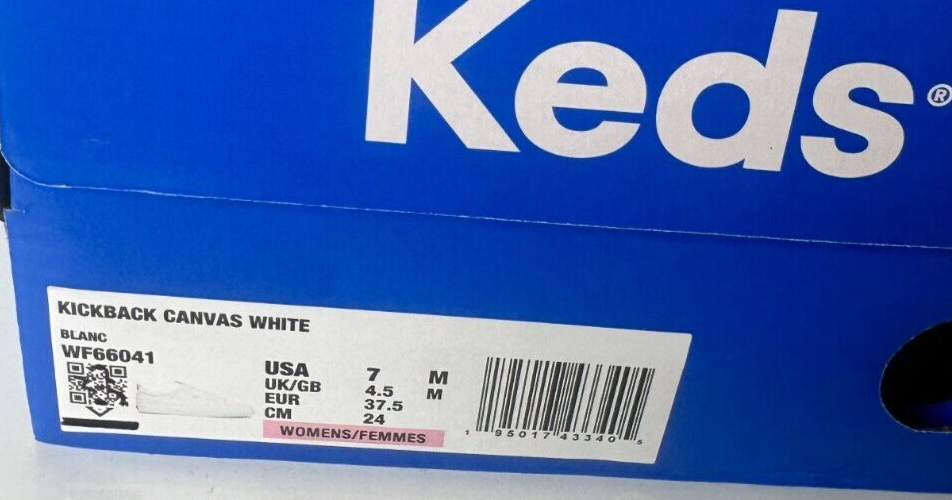 Keds®
KICKBACK CANVAS WHITE
BLANC
WF66041
USA 7 M
UK/GB 4.5 M
EUR 37.5
CM 24
WOMENS/FEMMES
1 95017 43340 5